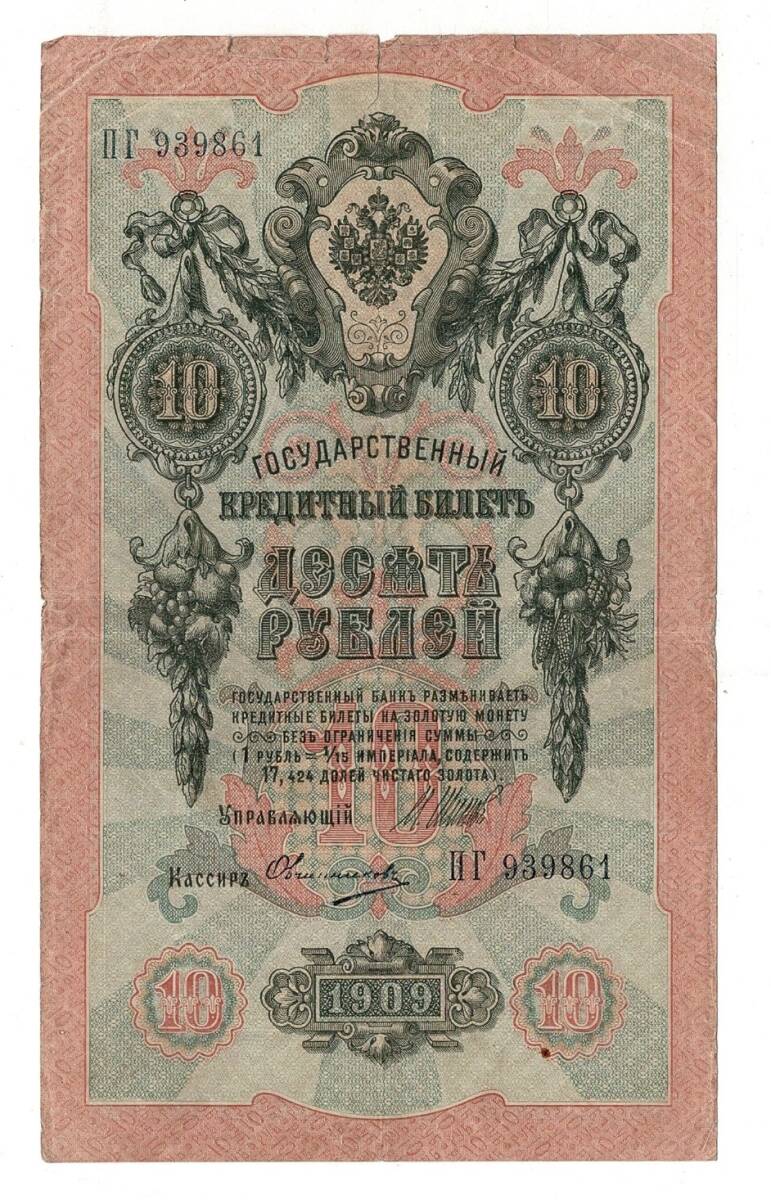 ПГ 939861
10 10
ГОСУДАРСТВЕННЫЙ
КРЕДИТНЫЙ БИЛЕТЪ
ДЕСЯТЬ
РУБЛЕЙ
ГОСУДАРСТВЕННЫЙ БАНКЪ РАЗМѢНИВАЕТЪ
КРЕДИТНЫЕ БИЛЕТЫ НА ЗОЛОТУЮ МОНЕТУ
БЕЗЪ ОГРАНИЧЕНІЯ СУММЫ
(1 РУБЛЬ = 1/15 ИМПЕРІАЛА, СОДЕРЖИТЪ
17,424 ДОЛЕЙ ЧИСТАГО ЗОЛОТА).
10
Управляющій
Кассиръ Овчинниковъ ПГ 939861
10 1909 10